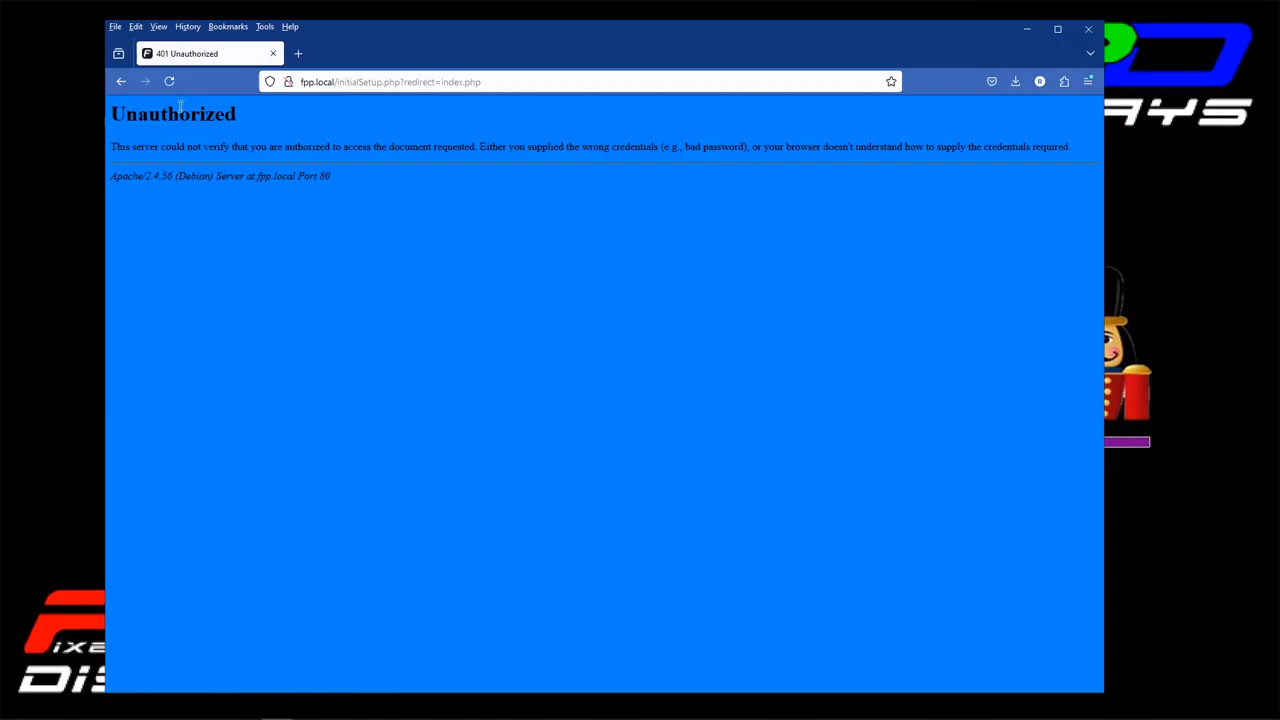 File Edit View History Bookmarks Tools Help
401 Unauthorized
fpp.local/initialSetup.php?redirect=index.php
R
Unauthorized
This server could not verify that you are authorized to access the document requested. Either you supplied the wrong credentials (e.g., bad password), or your browser doesn't understand how to supply the credentials required.
Apache/2.4.56 (Debian) Server at fpp.local Port 80